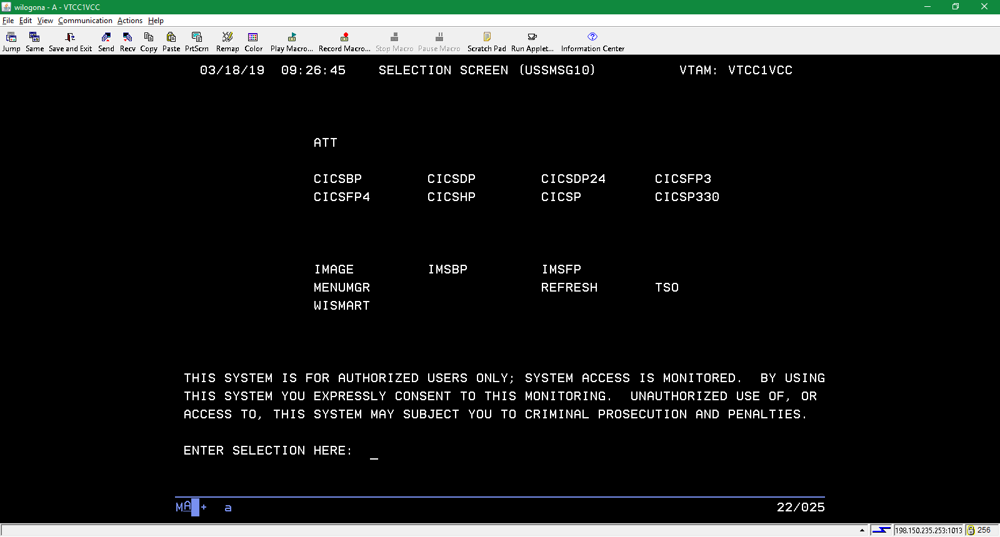 wilogona - A - VTCC1VCC
File Edit View Communication Actions Help
Jump Same Save and Exit Send Recv Copy Paste PrtScrn Remap Color Play Macro... Record Macro... Stop Macro Pause Macro Scratch Pad Run Applet... Information Center
03/18/19 09:26:45 SELECTION SCREEN (USSMSG10) VTAM: VTCC1VCC
ATT
CICSBP CICSDP CICSDP24 CICSFP3
CICSFP4 CICSHP CICSP CICSP330
IMAGE IMSBP IMSFP
MENUMGR REFRESH TSO
WISMART
THIS SYSTEM IS FOR AUTHORIZED USERS ONLY; SYSTEM ACCESS IS MONITORED. BY USING
THIS SYSTEM YOU EXPRESSLY CONSENT TO THIS MONITORING. UNAUTHORIZED USE OF, OR
ACCESS TO, THIS SYSTEM MAY SUBJECT YOU TO CRIMINAL PROSECUTION AND PENALTIES.
ENTER SELECTION HERE: _
MA + a 22/025
198.150.235.253:1013 256